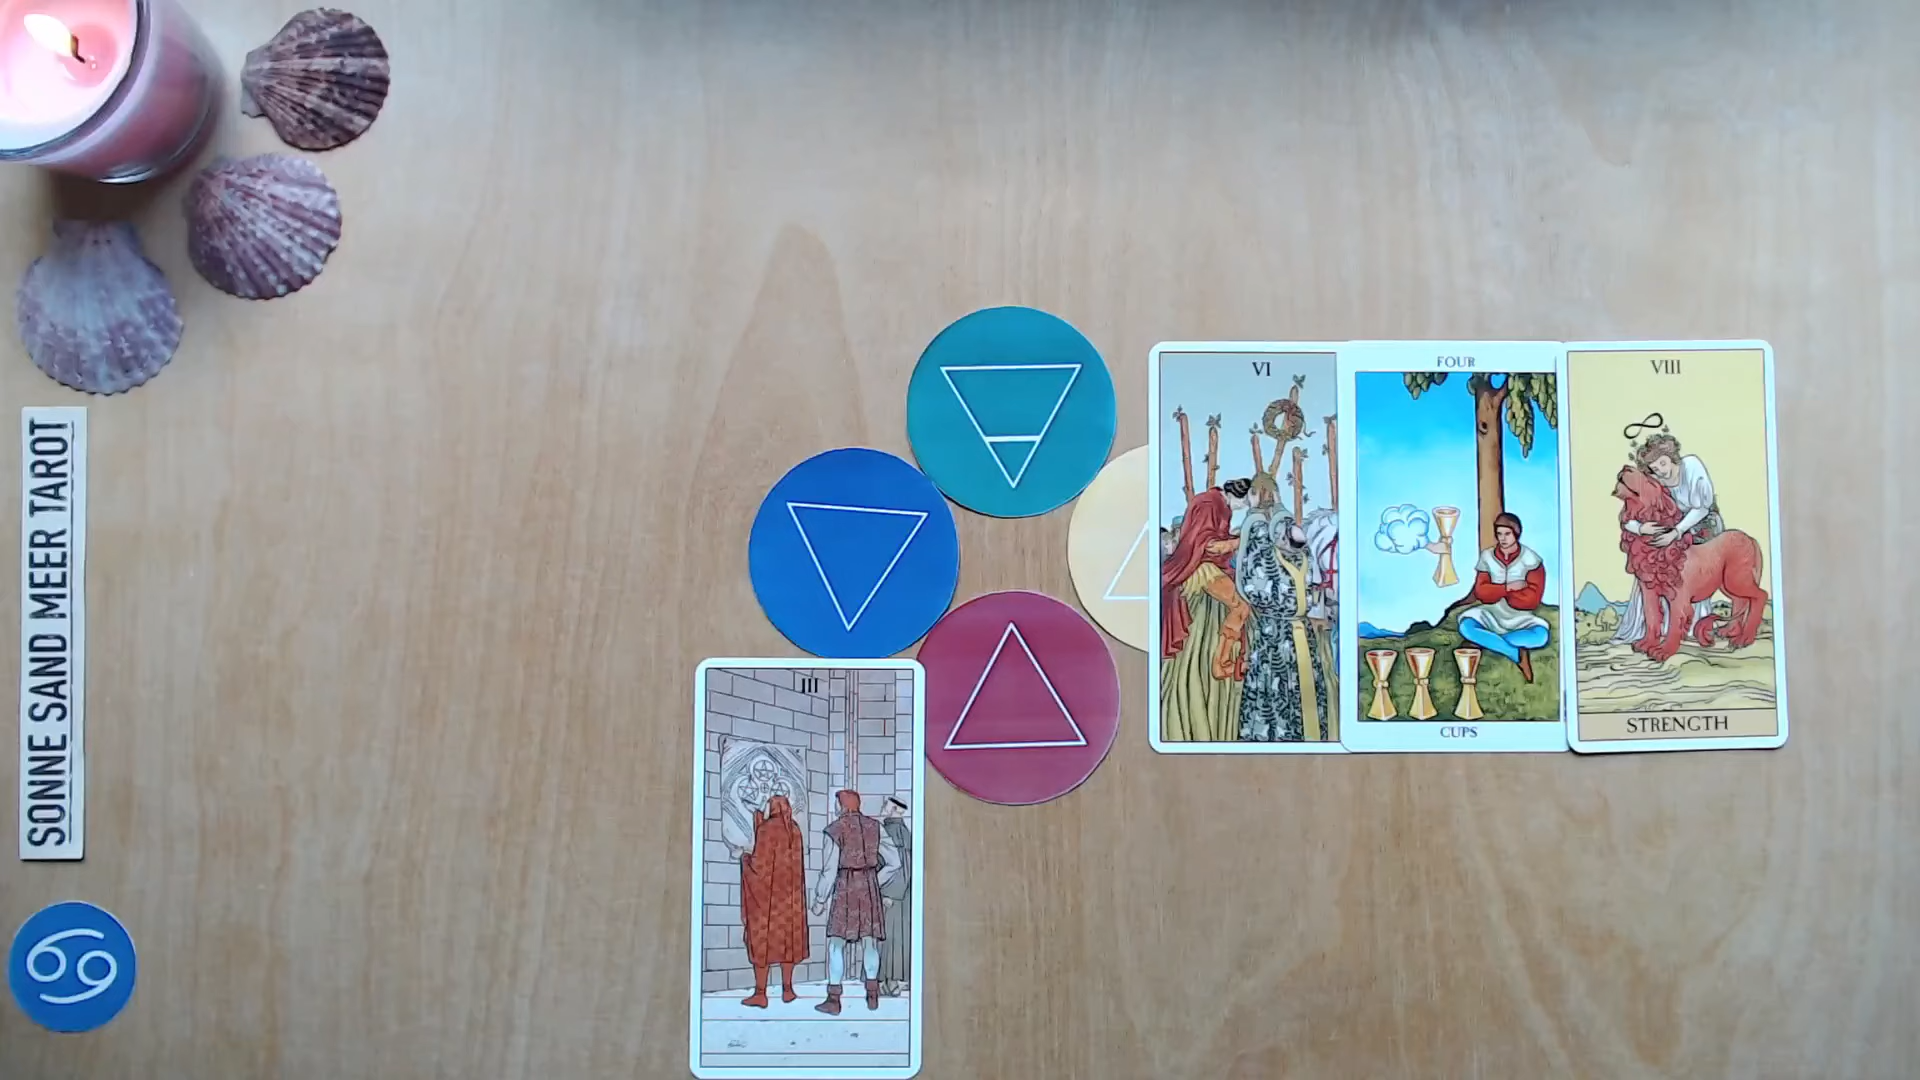 SONNE SAND MEER TAROT
VI
FOUR
CUPS
VIII
STRENGTH
III